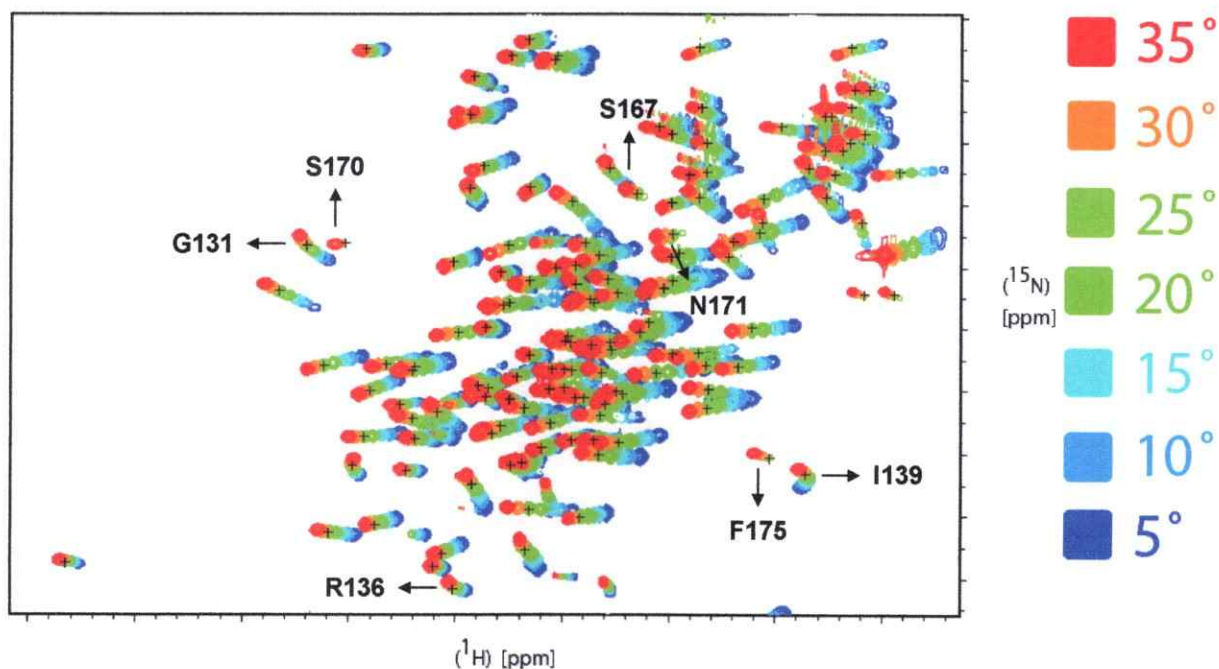 S167
S170
G131
N171
I139
F175
R136
(¹H) [ppm]
(¹⁵N)
[ppm]
35°
30°
25°
20°
15°
10°
5°